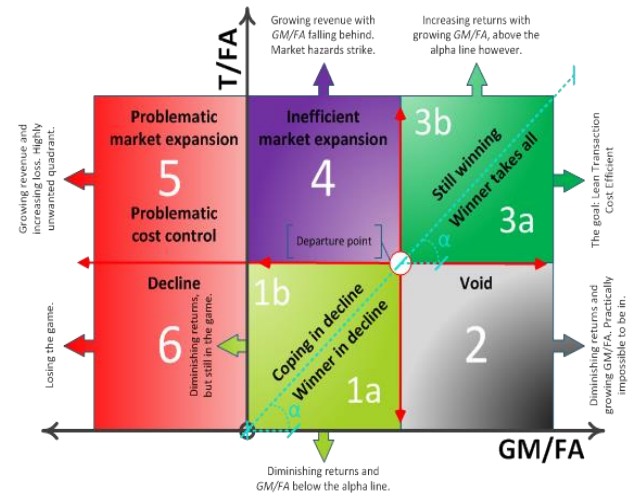 Growing revenue with
GM/FA falling behind.
Market hazards strike.
Increasing returns with
growing GM/FA, above the
alpha line however.
T/FA
Problematic
market expansion
5
Problematic
cost control
Inefficient
market expansion
4
3b
Still winning
Winner takes all
3a
α
Growing revenue and
increasing loss. Highly
unwanted quadrant.
The goal: Lean Transaction
Cost Efficient
Departure point
Decline
6
Losing the game.
Diminishing returns,
but still in the game.
1b
Coping in decline
Winner in decline
1a
α
Void
2
Diminishing returns and
growing GM/FA. Practically
impossible to be in.
GM/FA
Diminishing returns and
GM/FA below the alpha line.